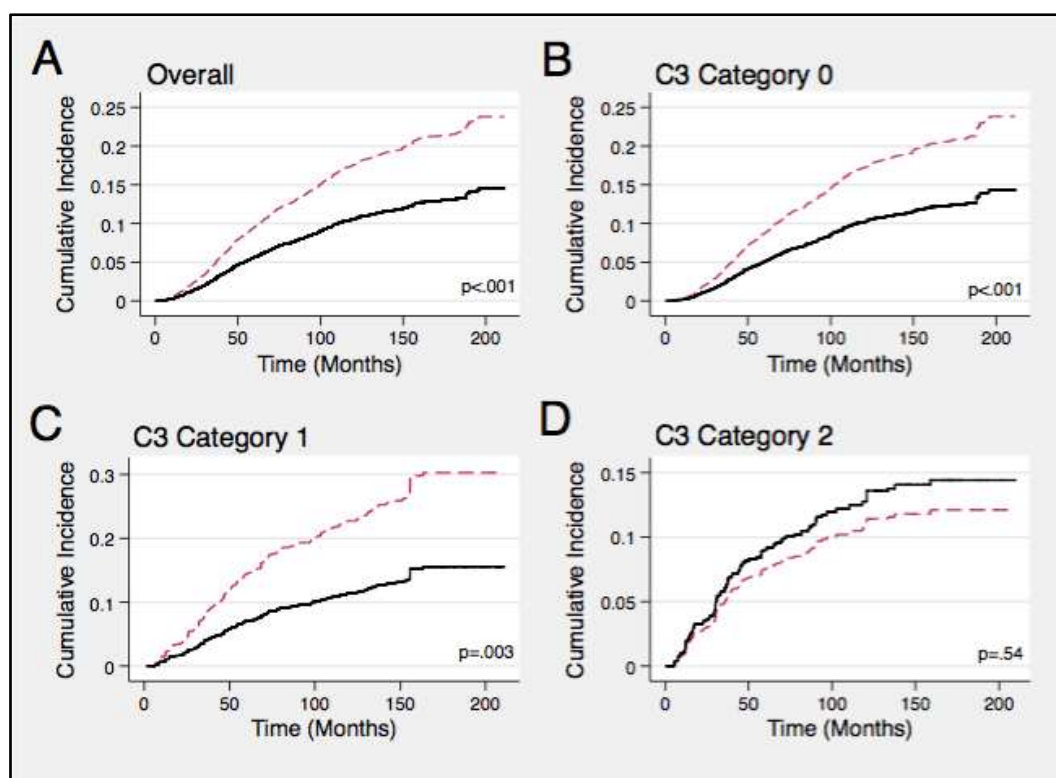 A
Overall
Cumulative Incidence
0.25
0.2
0.15
0.1
0.05
0
p<.001
0 50 100 150 200
Time (Months)
B
C3 Category 0
Cumulative Incidence
0.25
0.2
0.15
0.1
0.05
0
p<.001
0 50 100 150 200
Time (Months)
C
C3 Category 1
Cumulative Incidence
0.3
0.2
0.1
0
p=.003
0 50 100 150 200
Time (Months)
D
C3 Category 2
Cumulative Incidence
0.15
0.1
0.05
0
p=.54
0 50 100 150 200
Time (Months)